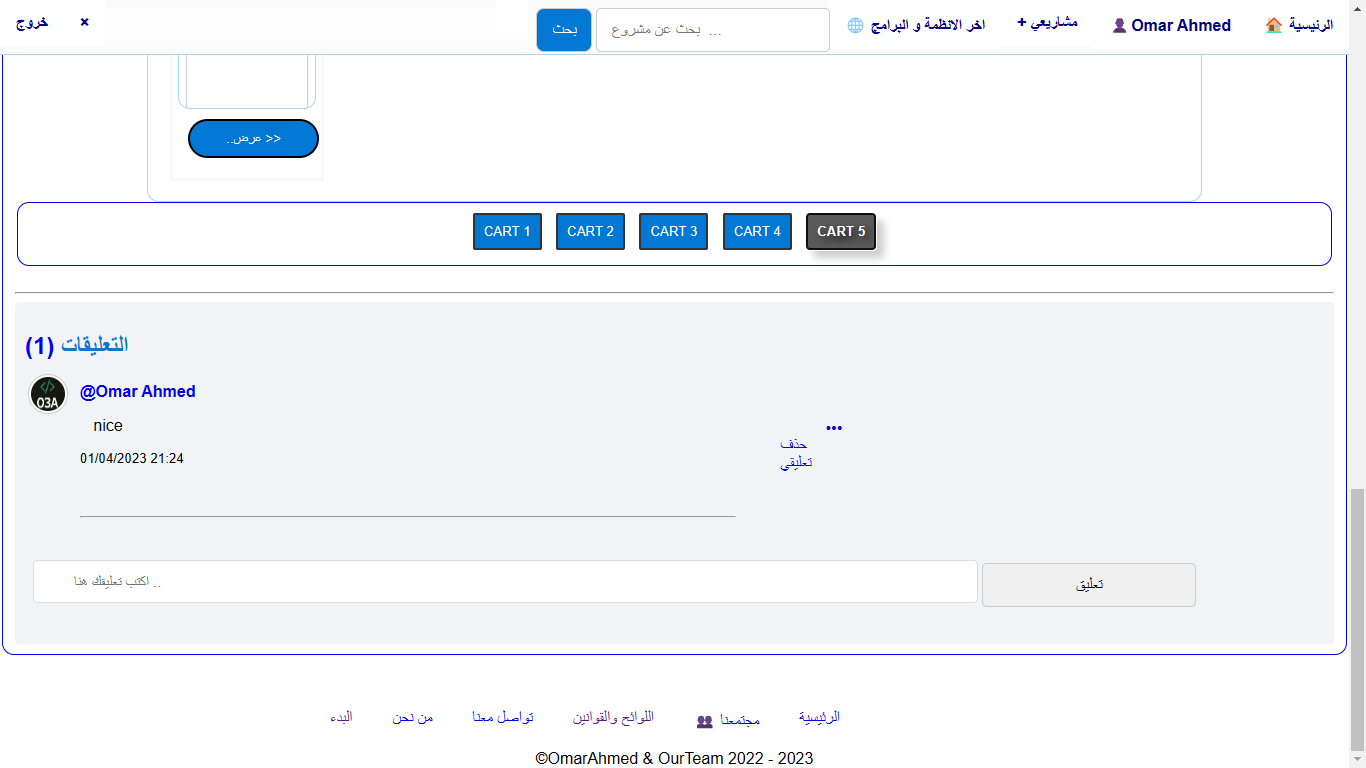 الرئيسية
Omar Ahmed
مشاريعي +
اخر الانظمة و البرامج
بحث عن مشروع ...
بحث
×
خروج
<< عرض..
CART 1
CART 2
CART 3
CART 4
CART 5
التعليقات (1)
@Omar Ahmed
</>
O3A
nice
•••
حذف
تعليقي
01/04/2023 21:24
اكتب تعليقك هنا ..
تعليق
الرئيسية
مجتمعنا
اللوائح والقوانين
تواصل معنا
من نحن
البدء
©OmarAhmed & OurTeam 2022 - 2023